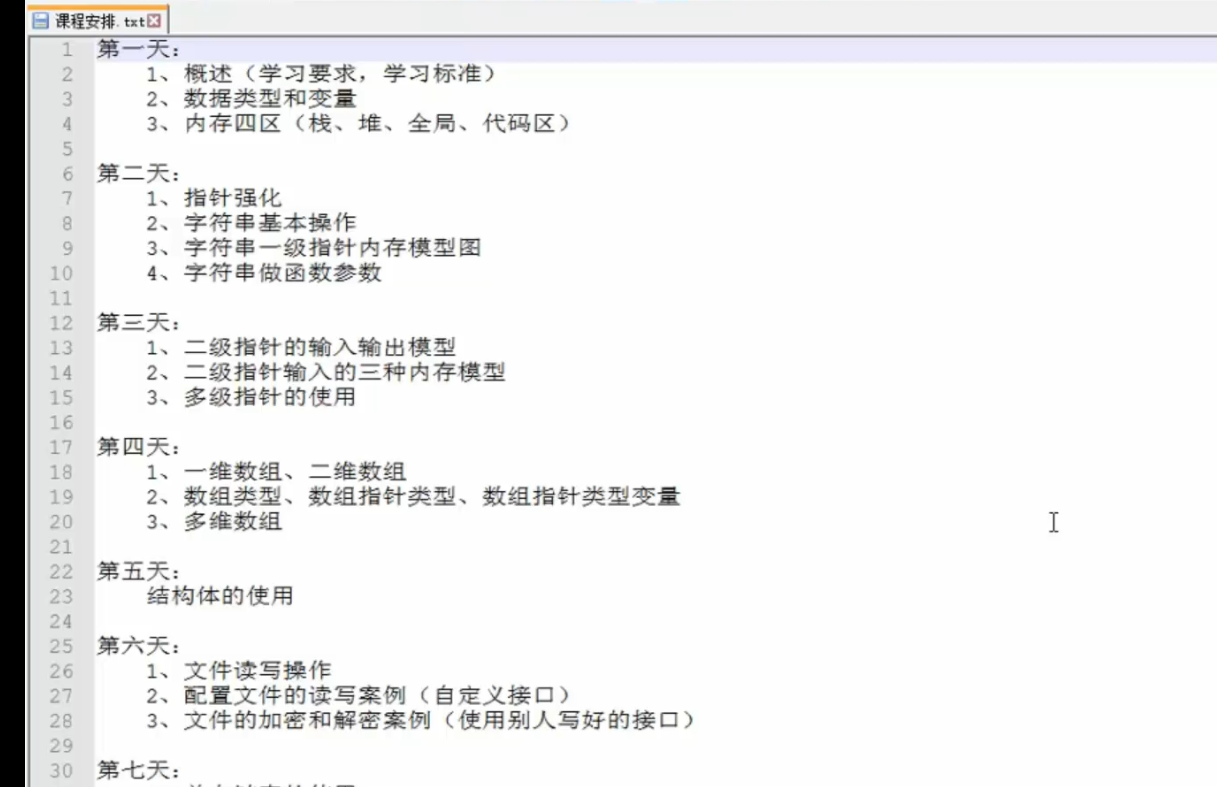 课程安排.txt
1 第一天：
2 1、概述（学习要求，学习标准）
3 2、数据类型和变量
4 3、内存四区（栈、堆、全局、代码区）
5
6 第二天：
7 1、指针强化
8 2、字符串基本操作
9 3、字符串一级指针内存模型图
10 4、字符串做函数参数
11
12 第三天：
13 1、二级指针的输入输出模型
14 2、二级指针输入的三种内存模型
15 3、多级指针的使用
16
17 第四天：
18 1、一维数组、二维数组
19 2、数组类型、数组指针类型、数组指针类型变量
20 3、多维数组
21
22 第五天：
23 结构体的使用
24
25 第六天：
26 1、文件读写操作
27 2、配置文件的读写案例（自定义接口）
28 3、文件的加密和解密案例（使用别人写好的接口）
29
30 第七天：